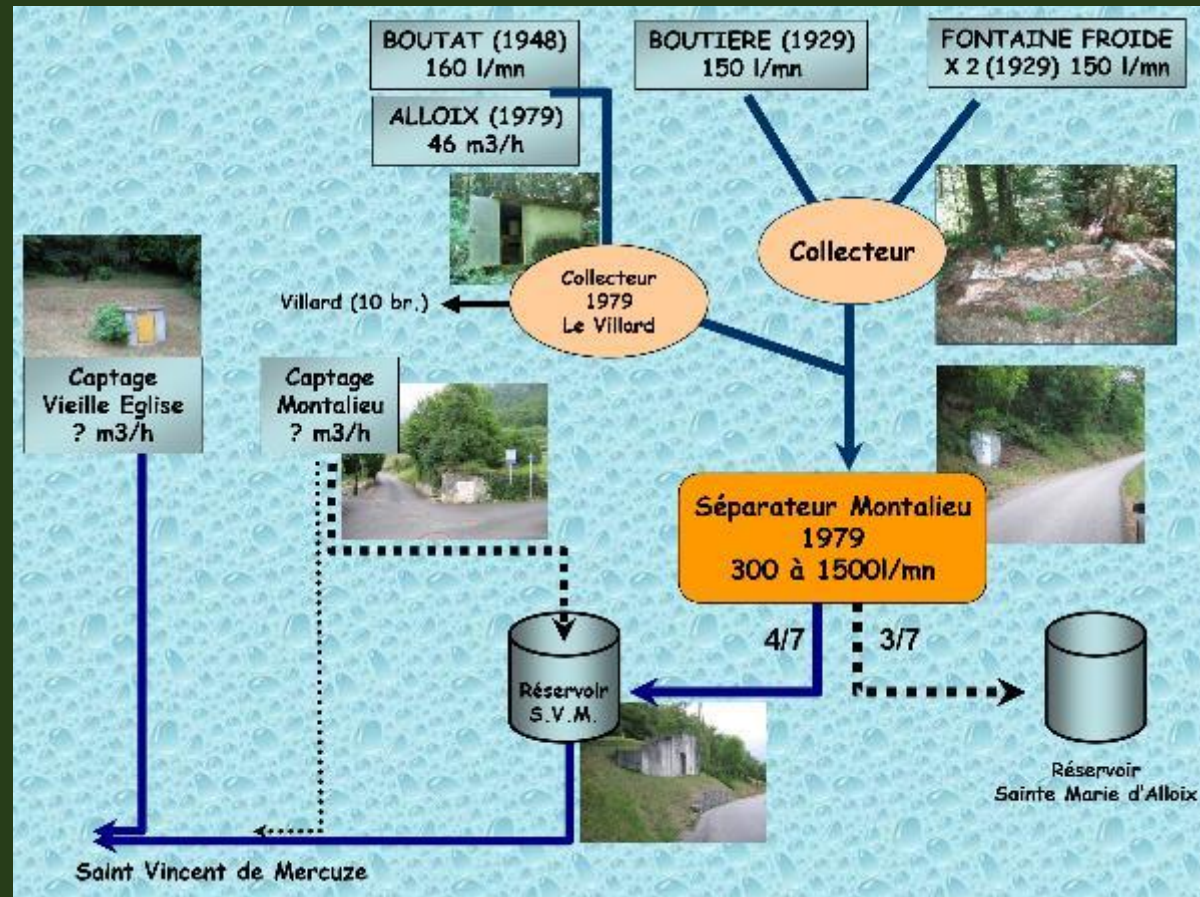 BOUTAT (1948)
160 l/mn
BOUTIERE (1929)
150 l/mn
FONTAINE FROIDE
X 2 (1929) 150 l/mn
ALLOIX (1979)
46 m3/h
Collecteur
Collecteur
1979
Le Villard
Villard (10 br.)
Captage
Vieille Eglise
? m3/h
Captage
Montalieu
? m3/h
Séparateur Montalieu
1979
300 à 1500l/mn
4/7
3/7
Réservoir
S.V.M.
Réservoir
Sainte Marie d'Alloix
Saint Vincent de Mercuze